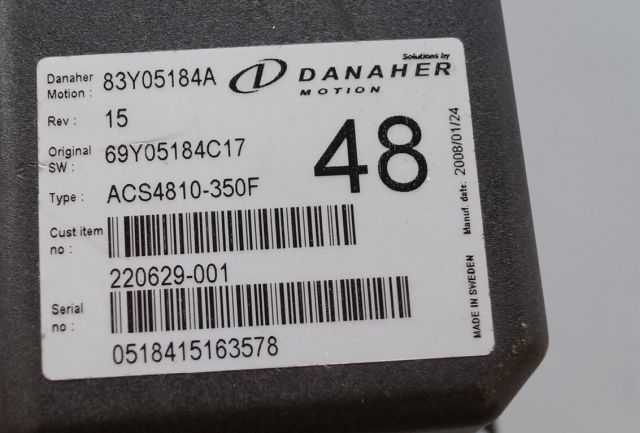 Solutions by
Danaher Motion : 83Y05184A DANAHER
MOTION
Rev : 15
Original SW : 69Y05184C17
48
Type : ACS4810-350F
Cust item no :
220629-001
Serial no :
0518415163578
MADE IN SWEDEN Manuf. date: 2008/01/24